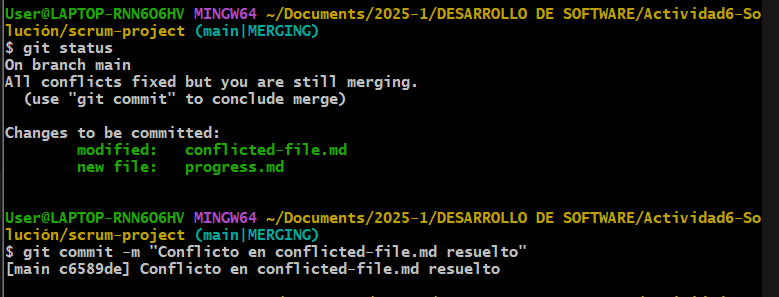 User@LAPTOP-RNN6O6HV MINGW64 ~/Documents/2025-1/DESARROLLO DE SOFTWARE/Actividad6-So
lución/scrum-project (main|MERGING)
$ git status
On branch main
All conflicts fixed but you are still merging.
  (use "git commit" to conclude merge)
Changes to be committed:
        modified:   conflicted-file.md
        new file:   progress.md
User@LAPTOP-RNN6O6HV MINGW64 ~/Documents/2025-1/DESARROLLO DE SOFTWARE/Actividad6-So
lución/scrum-project (main|MERGING)
$ git commit -m "Conflicto en conflicted-file.md resuelto"
[main c6589de] Conflicto en conflicted-file.md resuelto